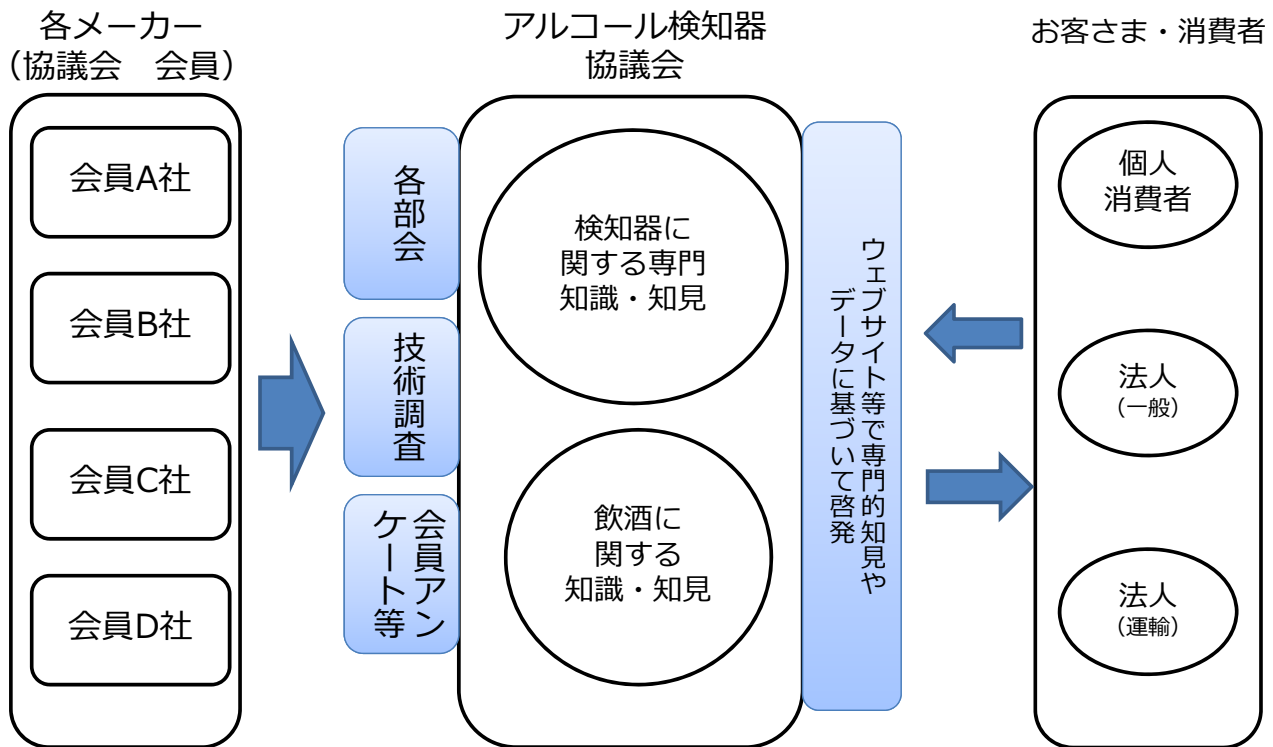 各メーカー
（協議会　会員）
会員A社
会員B社
会員C社
会員D社
アルコール検知器
協議会
各部会
技術調査
会員アン
ケート等
検知器に
関する専門
知識・知見
飲酒に
関する
知識・知見
ウェブサイト等で専門的知見や
データに基づいて啓発
お客さま・消費者
個人
消費者
法人
（一般）
法人
（運輸）